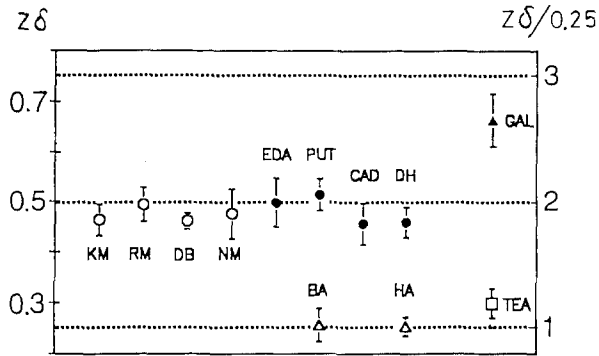 zδ
zδ/0.25
3
0.7
GAL
EDA
PUT
CAD
DH
0.5
2
KM
RM
DB
NM
BA
HA
0.3
TEA
1